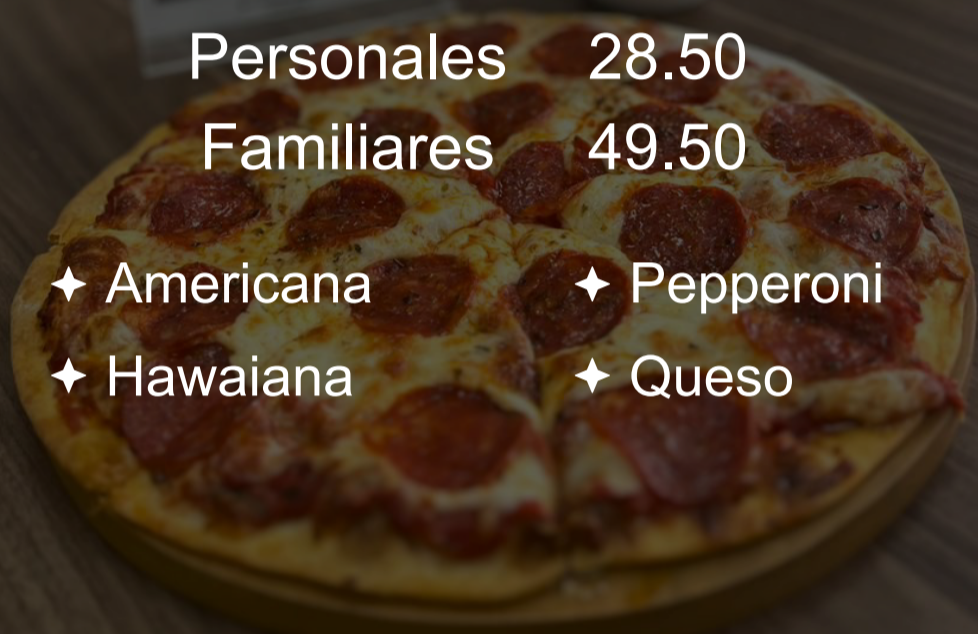 Personales 28.50
Familiares 49.50
✦ Americana ✦ Pepperoni
✦ Hawaiana ✦ Queso